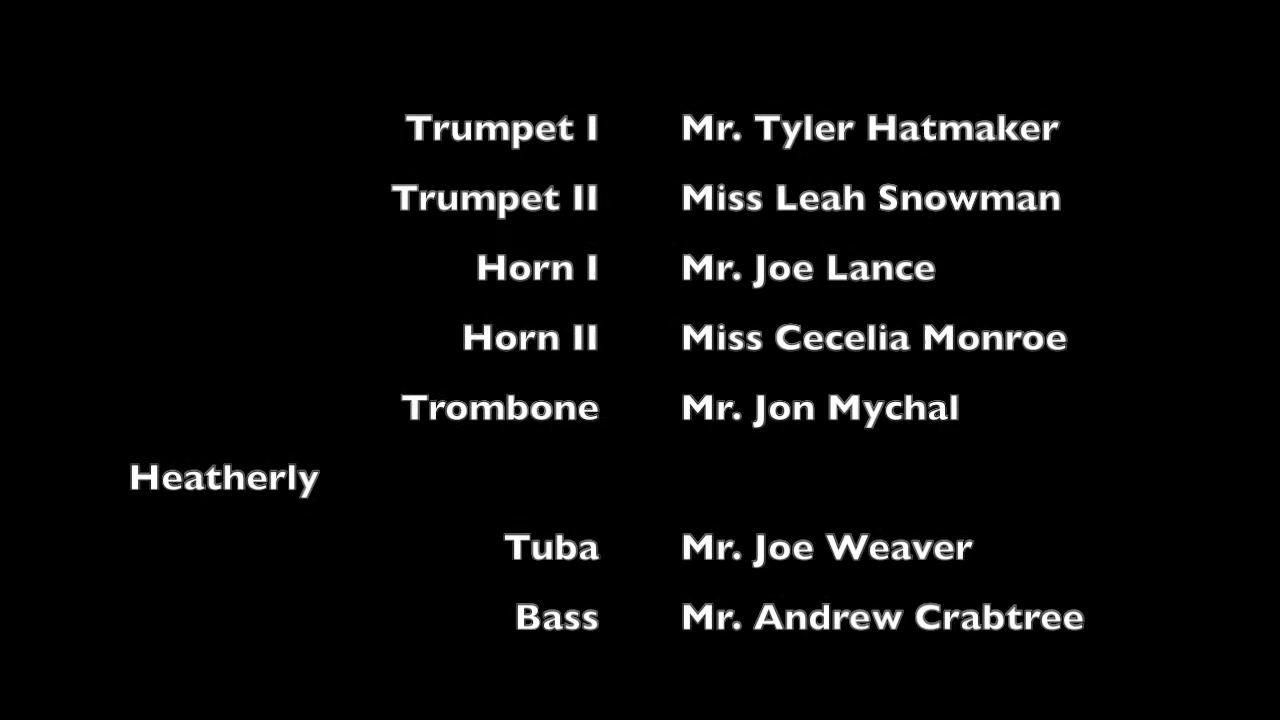 Trumpet I Mr. Tyler Hatmaker
Trumpet II Miss Leah Snowman
Horn I Mr. Joe Lance
Horn II Miss Cecelia Monroe
Trombone Mr. Jon Mychal
Heatherly
Tuba Mr. Joe Weaver
Bass Mr. Andrew Crabtree